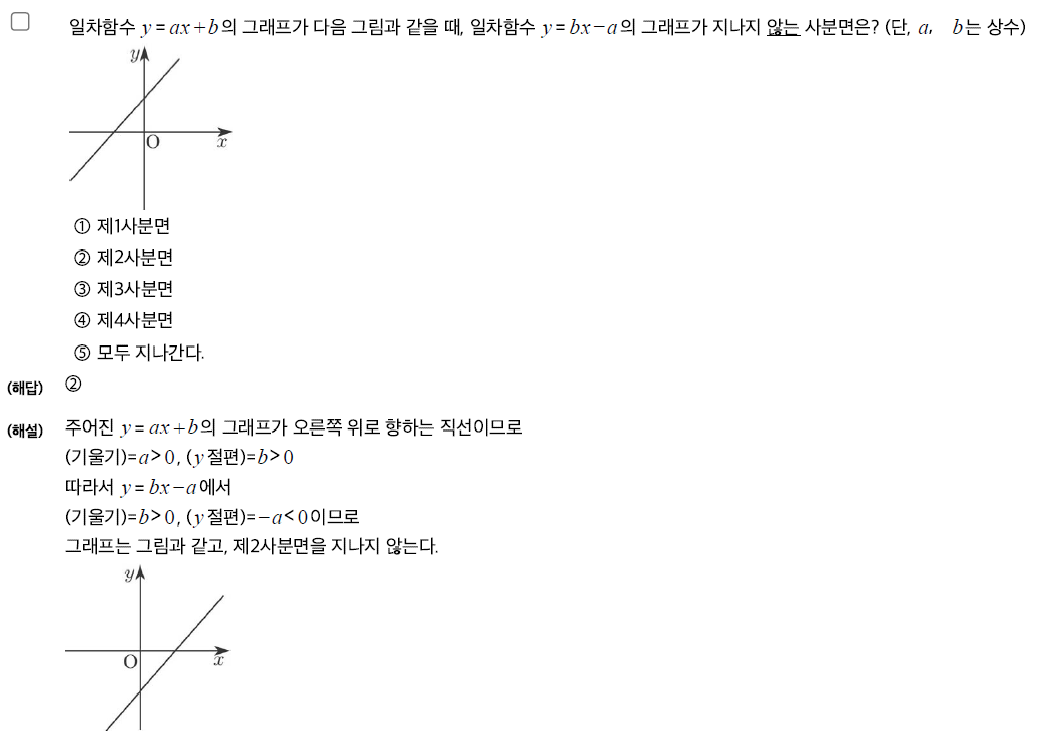 일차함수 y=ax+b의 그래프가 다음 그림과 같을 때, 일차함수 y=bx-a의 그래프가 지나지 않는 사분면은? (단, a, b는 상수)
y
O
x
① 제1사분면
② 제2사분면
③ 제3사분면
④ 제4사분면
⑤ 모두 지나간다.
(해답) ②
(해설) 주어진 y=ax+b의 그래프가 오른쪽 위로 향하는 직선이므로
(기울기)=a>0, (y절편)=b>0
따라서 y=bx-a에서
(기울기)=b>0, (y절편)=-a<0이므로
그래프는 그림과 같고, 제2사분면을 지나지 않는다.
y
O
x